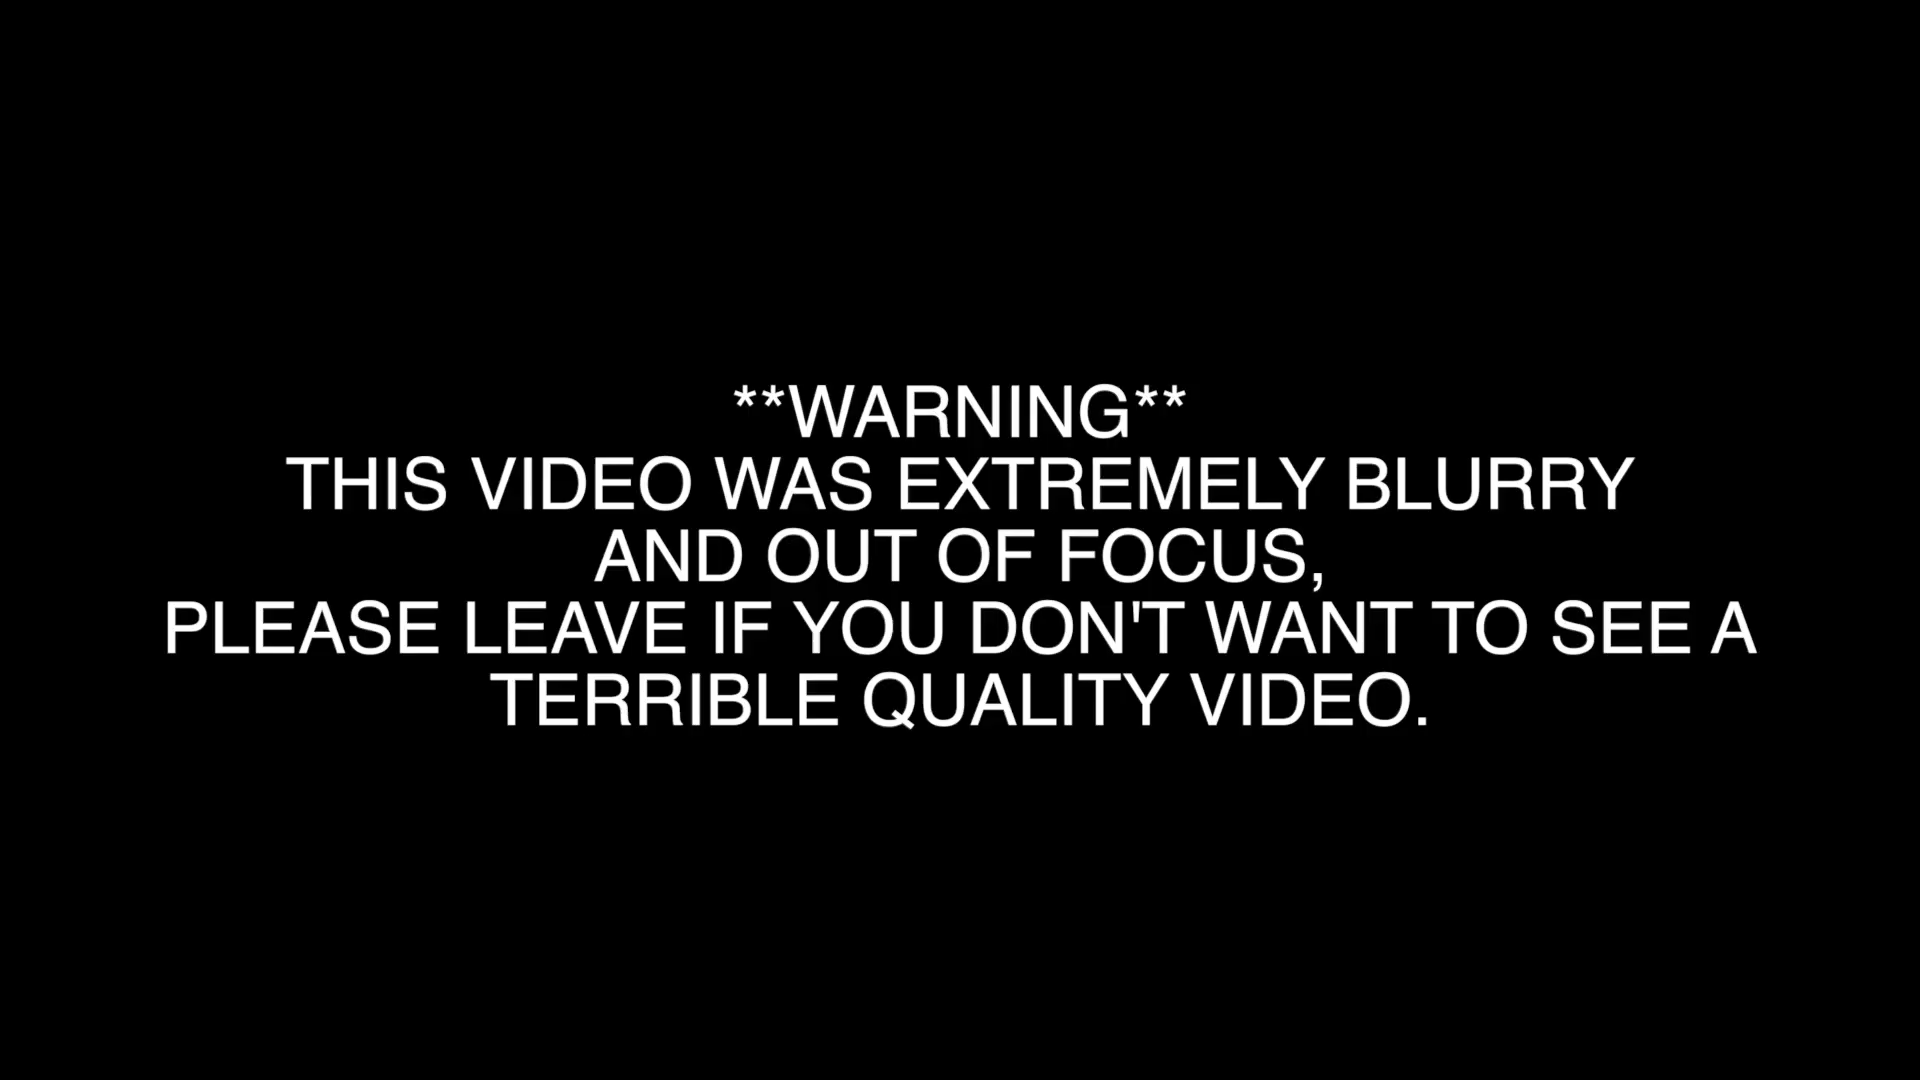 **WARNING**
THIS VIDEO WAS EXTREMELY BLURRY
AND OUT OF FOCUS,
PLEASE LEAVE IF YOU DON'T WANT TO SEE A
TERRIBLE QUALITY VIDEO.